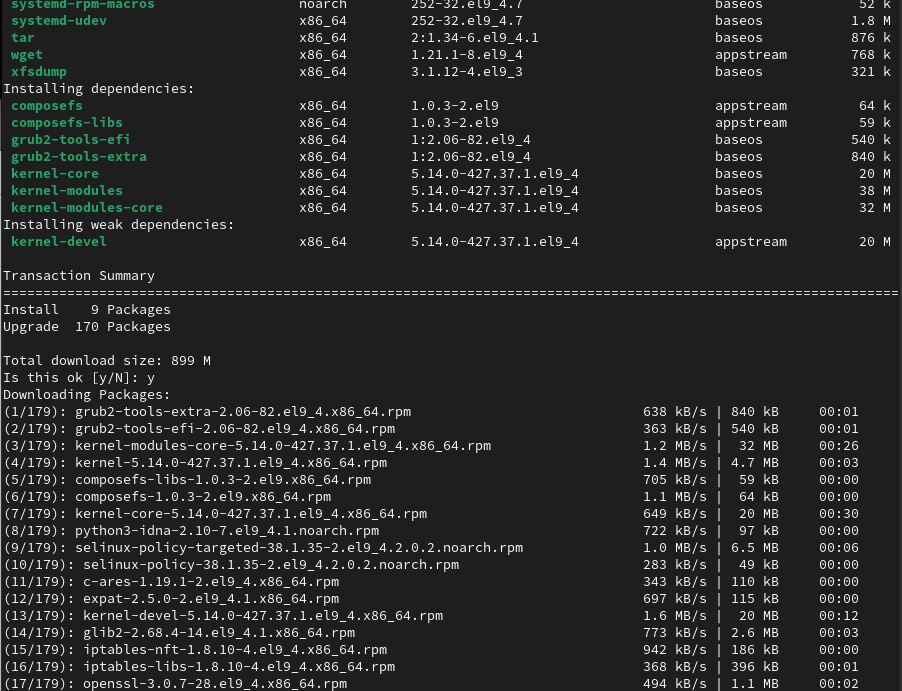 systemd-rpm-macros noarch 252-32.el9_4.7 baseos 52 k
systemd-udev x86_64 252-32.el9_4.7 baseos 1.8 M
tar x86_64 2:1.34-6.el9_4.1 baseos 876 k
wget x86_64 1.21.1-8.el9_4 appstream 768 k
xfsdump x86_64 3.1.12-4.el9_3 baseos 321 k
Installing dependencies:
composefs x86_64 1.0.3-2.el9 appstream 64 k
composefs-libs x86_64 1.0.3-2.el9 appstream 59 k
grub2-tools-efi x86_64 1:2.06-82.el9_4 baseos 540 k
grub2-tools-extra x86_64 1:2.06-82.el9_4 baseos 840 k
kernel-core x86_64 5.14.0-427.37.1.el9_4 baseos 20 M
kernel-modules x86_64 5.14.0-427.37.1.el9_4 baseos 38 M
kernel-modules-core x86_64 5.14.0-427.37.1.el9_4 baseos 32 M
Installing weak dependencies:
kernel-devel x86_64 5.14.0-427.37.1.el9_4 appstream 20 M
Transaction Summary
================================================================================================================
Install 9 Packages
Upgrade 170 Packages
Total download size: 899 M
Is this ok [y/N]: y
Downloading Packages:
(1/179): grub2-tools-extra-2.06-82.el9_4.x86_64.rpm 638 kB/s | 840 kB 00:01
(2/179): grub2-tools-efi-2.06-82.el9_4.x86_64.rpm 363 kB/s | 540 kB 00:01
(3/179): kernel-modules-core-5.14.0-427.37.1.el9_4.x86_64.rpm 1.2 MB/s | 32 MB 00:26
(4/179): kernel-5.14.0-427.37.1.el9_4.x86_64.rpm 1.4 MB/s | 4.7 MB 00:03
(5/179): composefs-libs-1.0.3-2.el9.x86_64.rpm 705 kB/s | 59 kB 00:00
(6/179): composefs-1.0.3-2.el9.x86_64.rpm 1.1 MB/s | 64 kB 00:00
(7/179): kernel-core-5.14.0-427.37.1.el9_4.x86_64.rpm 649 kB/s | 20 MB 00:30
(8/179): python3-idna-2.10-7.el9_4.1.noarch.rpm 722 kB/s | 97 kB 00:00
(9/179): selinux-policy-targeted-38.1.35-2.el9_4.2.0.2.noarch.rpm 1.0 MB/s | 6.5 MB 00:06
(10/179): selinux-policy-38.1.35-2.el9_4.2.0.2.noarch.rpm 283 kB/s | 49 kB 00:00
(11/179): c-ares-1.19.1-2.el9_4.x86_64.rpm 343 kB/s | 110 kB 00:00
(12/179): expat-2.5.0-2.el9_4.1.x86_64.rpm 697 kB/s | 115 kB 00:00
(13/179): kernel-devel-5.14.0-427.37.1.el9_4.x86_64.rpm 1.6 MB/s | 20 MB 00:12
(14/179): glib2-2.68.4-14.el9_4.1.x86_64.rpm 773 kB/s | 2.6 MB 00:03
(15/179): iptables-nft-1.8.10-4.el9_4.x86_64.rpm 942 kB/s | 186 kB 00:00
(16/179): iptables-libs-1.8.10-4.el9_4.x86_64.rpm 368 kB/s | 396 kB 00:01
(17/179): openssl-3.0.7-28.el9_4.x86_64.rpm 494 kB/s | 1.1 MB 00:02